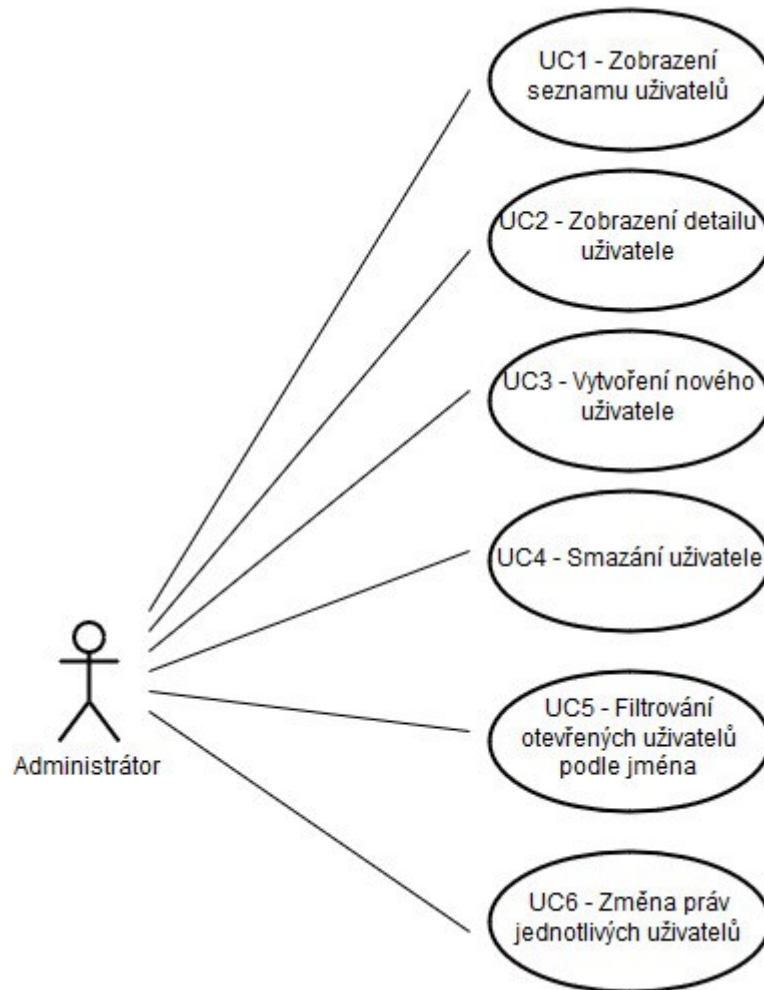 UC1 - Zobrazení
seznamu uživatelů
UC2 - Zobrazení detailu
uživatele
UC3 - Vytvoření nového
uživatele
UC4 - Smazání uživatele
UC5 - Filtrování
otevřených uživatelů
podle jména
Administrátor
UC6 - Změna práv
jednotlivých uživatelů